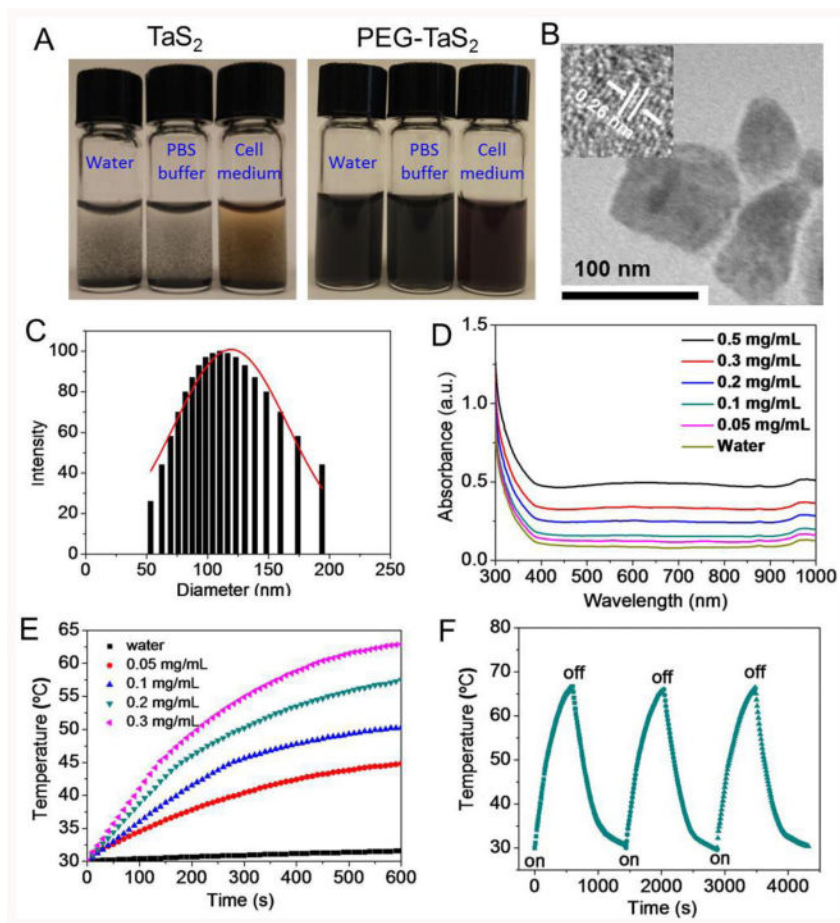 A
TaS2
PEG-TaS2
Water
PBS
buffer
Cell
medium
Water
PBS
buffer
Cell
medium
B
0.26 nm
100 nm
C
Intensity
100
80
60
40
20
0
0 50 100 150 200 250
Diameter (nm)
D
Absorbance (a.u.)
1.5
1.0
0.5
0.0
300 400 500 600 700 800 900 1000
Wavelength (nm)
0.5 mg/mL
0.3 mg/mL
0.2 mg/mL
0.1 mg/mL
0.05 mg/mL
Water
E
Temperature (ºC)
65
60
55
50
45
40
35
30
0 100 200 300 400 500 600
Time (s)
water
0.05 mg/mL
0.1 mg/mL
0.2 mg/mL
0.3 mg/mL
F
Temperature (ºC)
80
70
60
50
40
30
off off off
on on on
0 1000 2000 3000 4000
Time (s)